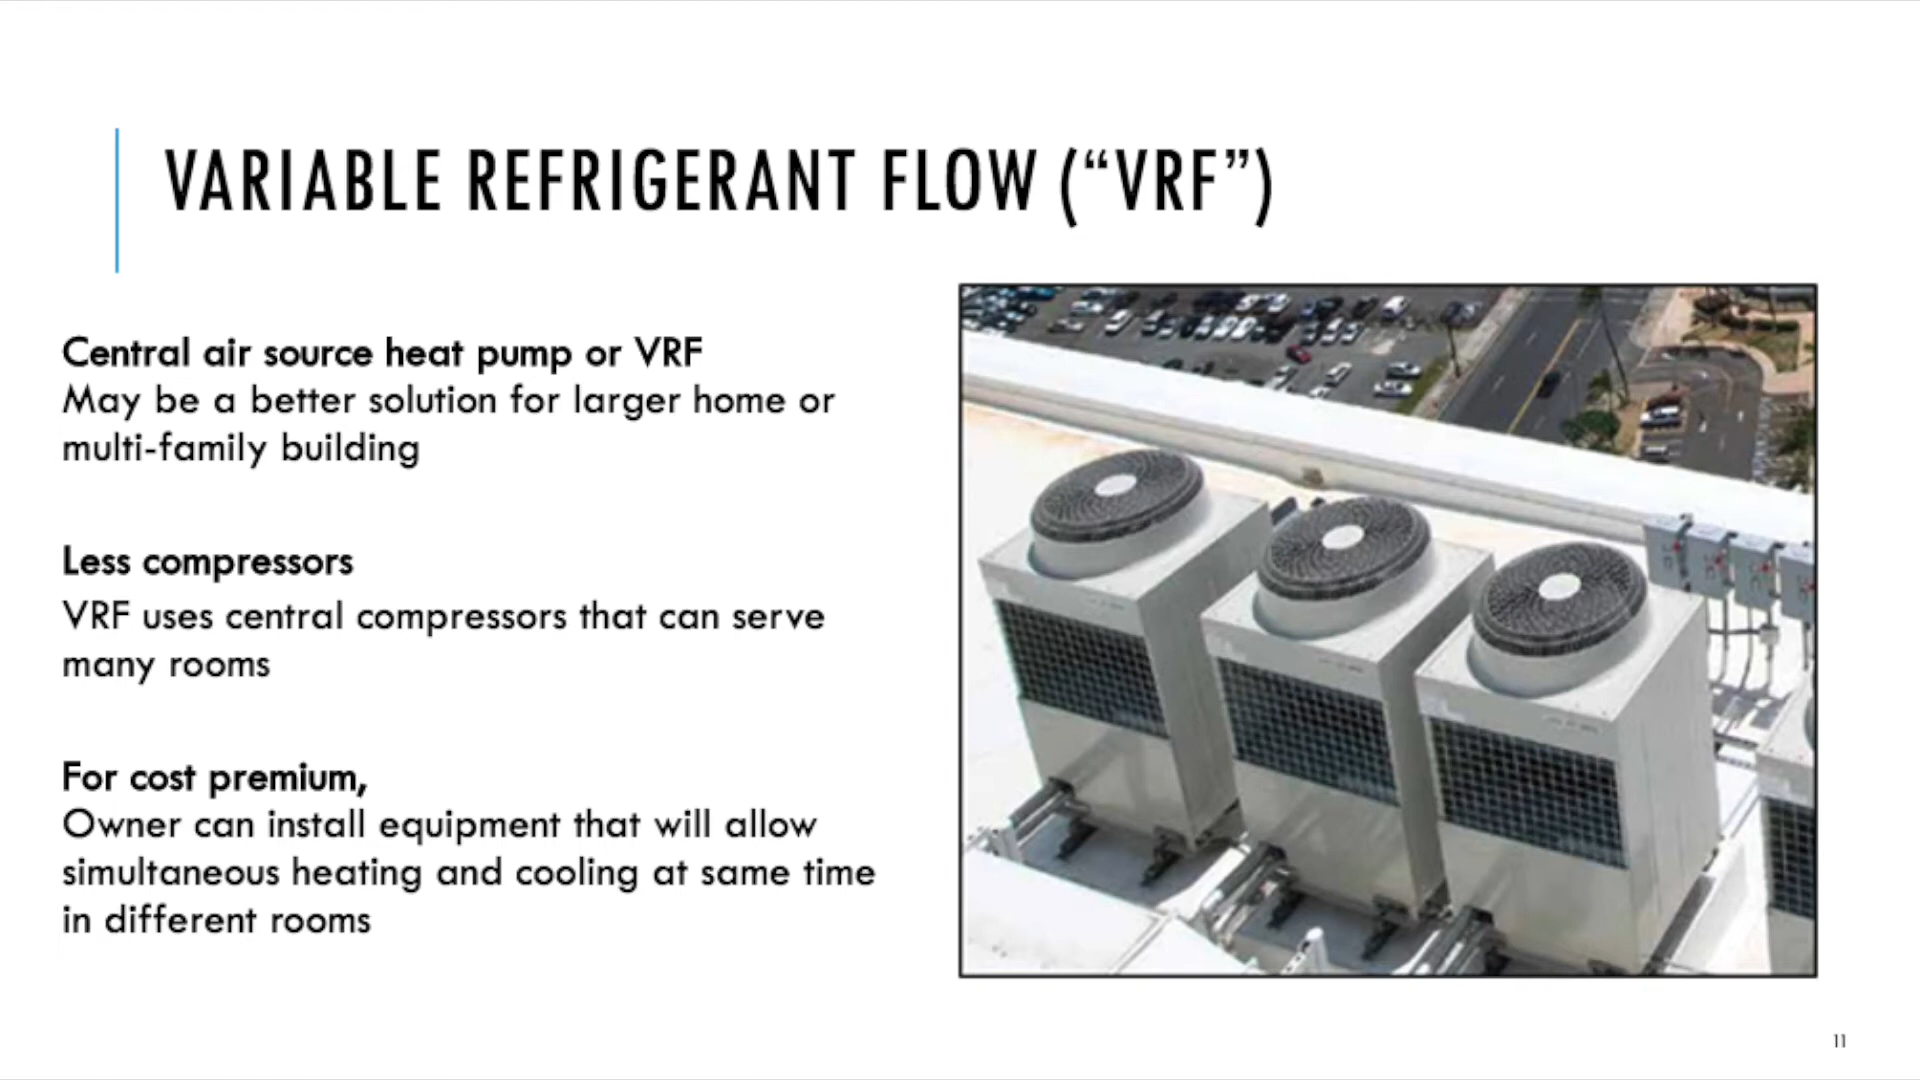 VARIABLE REFRIGERANT FLOW (“VRF”)
Central air source heat pump or VRF
May be a better solution for larger home or
multi-family building
Less compressors
VRF uses central compressors that can serve
many rooms
For cost premium,
Owner can install equipment that will allow
simultaneous heating and cooling at same time
in different rooms
11